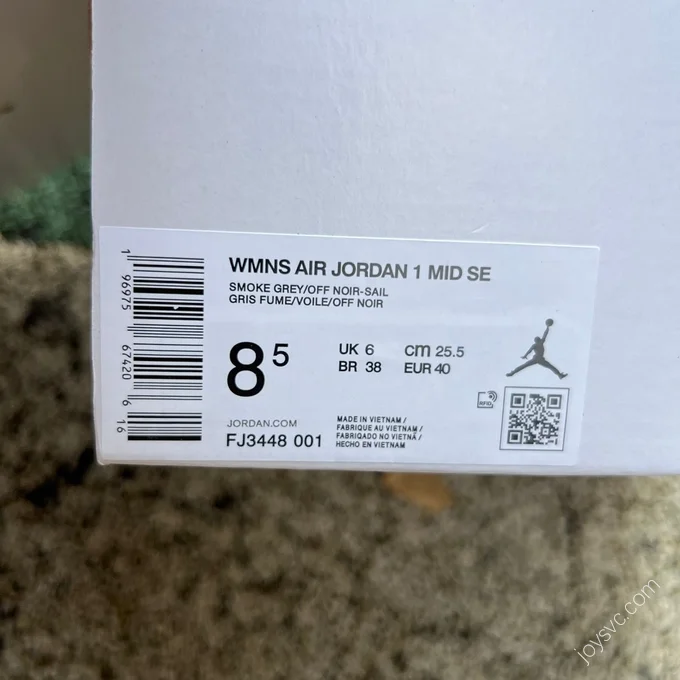 WMNS AIR JORDAN 1 MID SE
SMOKE GREY/OFF NOIR-SAIL
GRIS FUME/VOILE/OFF NOIR
8 5
UK 6 cm 25.5
BR 38 EUR 40
RFID
JORDAN.COM
FJ3448 001
MADE IN VIETNAM /
FABRIQUE AU VIETNAM /
FABRIQADO NO VIETNÃ /
HECHO EN VIETNAM
1 96975 67420 6 16
joysvc.com